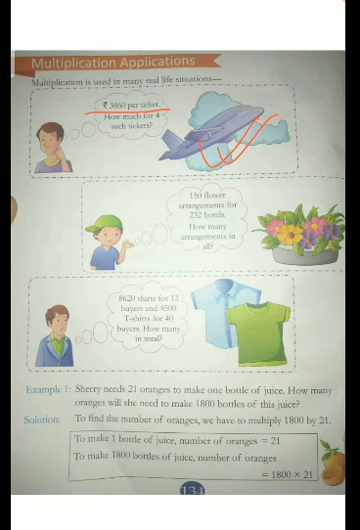 Multiplication Applications
Multiplication is used in many real life situations—
₹ 3860 per ticket.
How much for 4
such tickets?
150 flower
arrangements for
232 hotels.
How many
arrangements in
all?
8620 shirts for 12
buyers and 4500
T-shirts for 40
buyers. How many
in total?
Example 1: Sherry needs 21 oranges to make one bottle of juice. How many
oranges will she need to make 1800 bottles of this juice?
Solution: To find the number of oranges, we have to multiply 1800 by 21.
To make 1 bottle of juice, number of oranges = 21
To make 1800 bottles of juice, number of oranges
= 1800 × 21
134